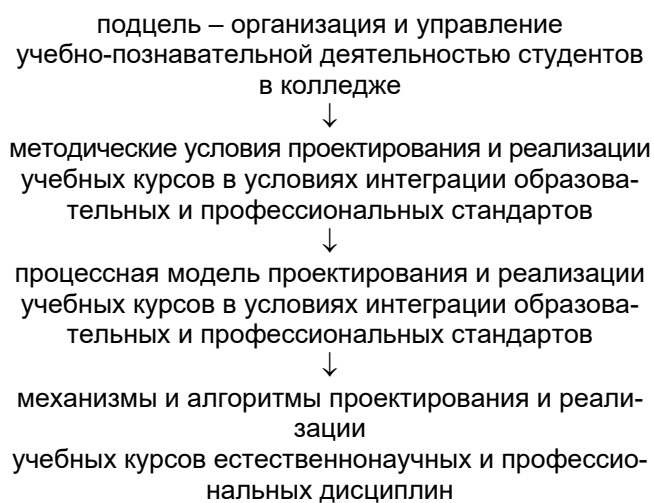 подцель – организация и управление
учебно-познавательной деятельностью студентов
в колледже
↓
методические условия проектирования и реализации
учебных курсов в условиях интеграции образова-
тельных и профессиональных стандартов
↓
процессная модель проектирования и реализации
учебных курсов в условиях интеграции образова-
тельных и профессиональных стандартов
↓
механизмы и алгоритмы проектирования и реали-
зации
учебных курсов естественнонаучных и профессио-
нальных дисциплин